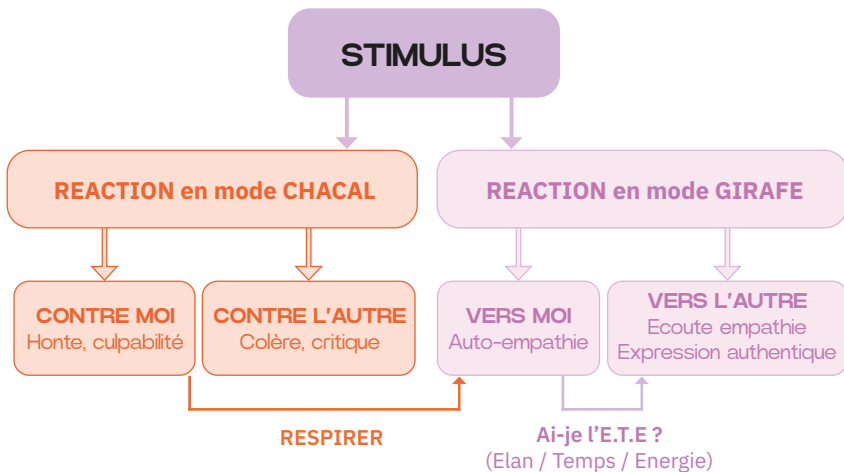 STIMULUS
REACTION en mode CHACAL
REACTION en mode GIRAFE
CONTRE MOI
Honte, culpabilité
CONTRE L'AUTRE
Colère, critique
VERS MOI
Auto-empathie
VERS L'AUTRE
Ecoute empathie
Expression authentique
RESPIRER
Ai-je l'E.T.E ?
(Elan / Temps / Energie)